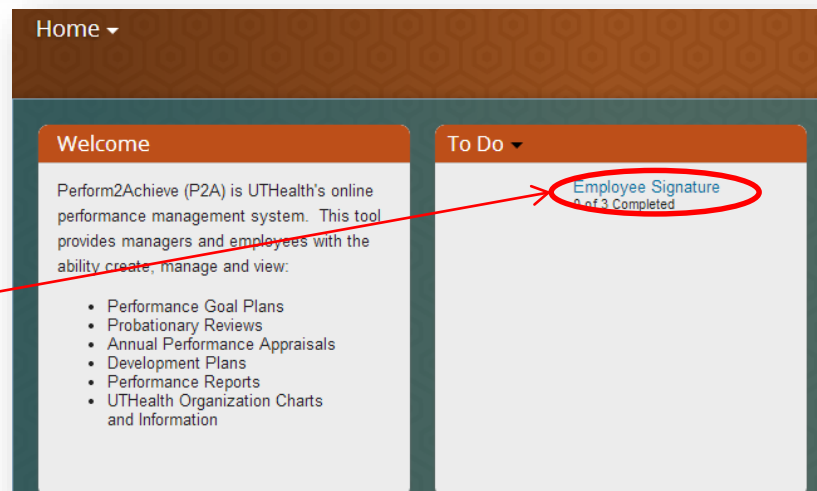 Home
Welcome
Perform2Achieve (P2A) is UTHealth's online
performance management system. This tool
provides managers and employees with the
ability create, manage and view:
• Performance Goal Plans
• Probationary Reviews
• Annual Performance Appraisals
• Development Plans
• Performance Reports
• UTHealth Organization Charts
and Information
To Do
Employee Signature
0 of 3 Completed